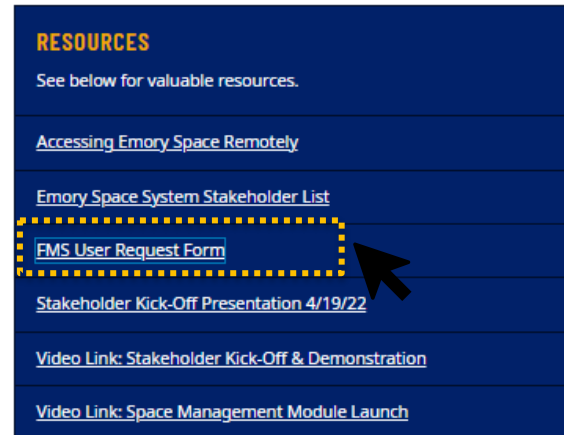 RESOURCES
See below for valuable resources.
Accessing Emory Space Remotely
Emory Space System Stakeholder List
FMS User Request Form
Stakeholder Kick-Off Presentation 4/19/22
Video Link: Stakeholder Kick-Off & Demonstration
Video Link: Space Management Module Launch